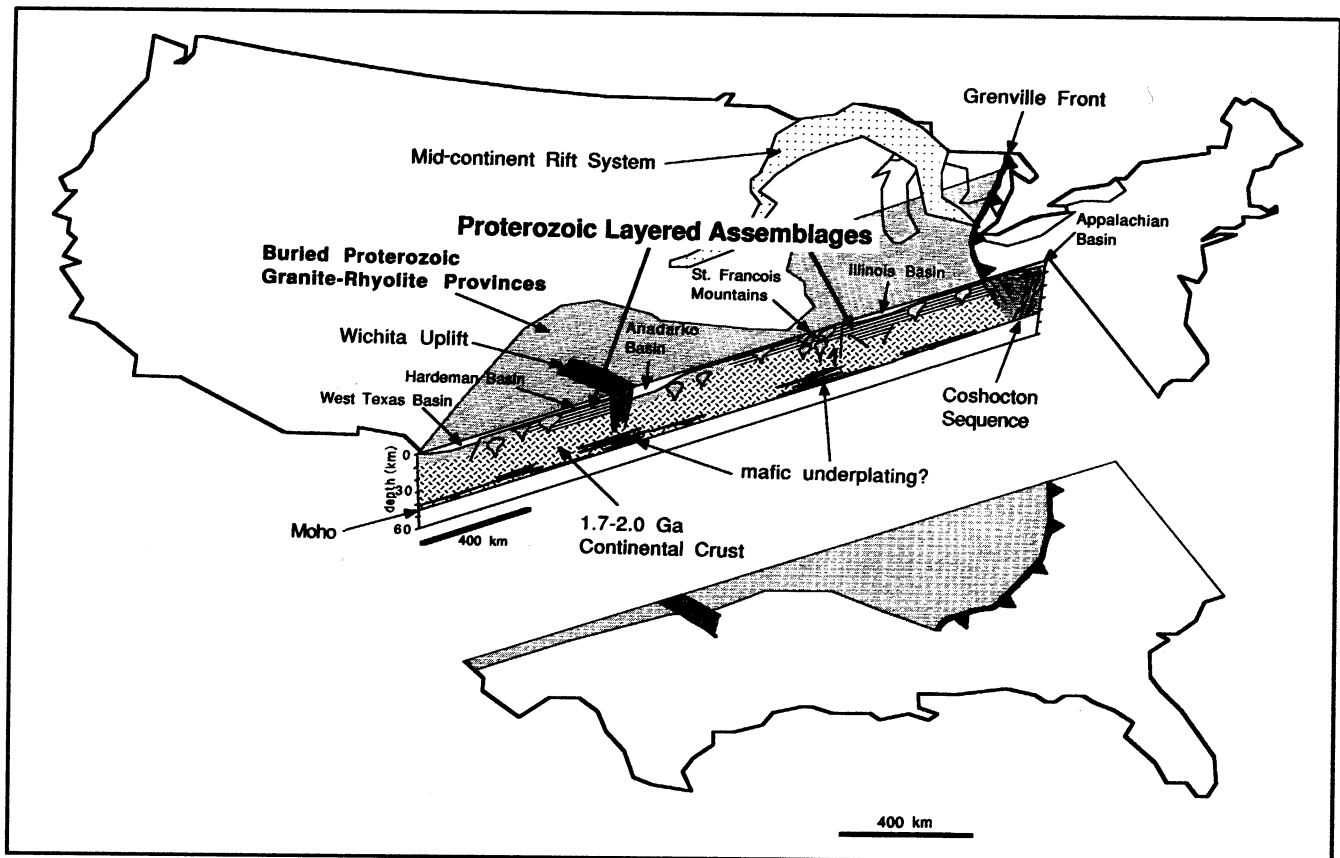 Grenville Front
Mid-continent Rift System
Proterozoic Layered Assemblages
Appalachian
Basin
Buried Proterozoic
Granite-Rhyolite Provinces
St. Francois
Mountains
Illinois Basin
Wichita Uplift
Anadarko
Basin
Hardeman Basin
West Texas Basin
Coshocton
Sequence
0
30
60
depth (km)
mafic underplating?
Moho
400 km
1.7-2.0 Ga
Continental Crust
400 km